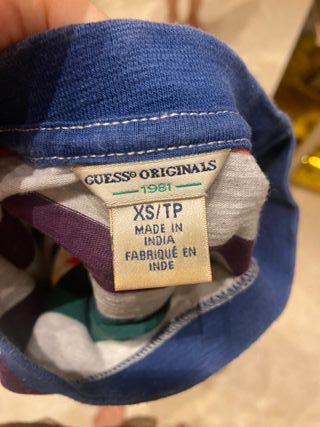 GUESS® ORIGINALS
1981
XS/TP
MADE IN
INDIA
FABRIQUÉ EN
INDE